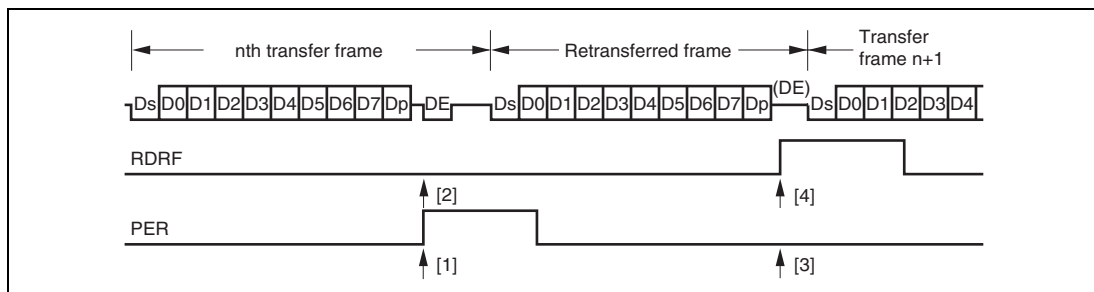 nth transfer frame Retransferred frame Transfer
frame n+1
(DE)
Ds D0 D1 D2 D3 D4 D5 D6 D7 Dp DE Ds D0 D1 D2 D3 D4 D5 D6 D7 Dp Ds D0 D1 D2 D3 D4
RDRF
[2] [4]
PER
[1] [3]